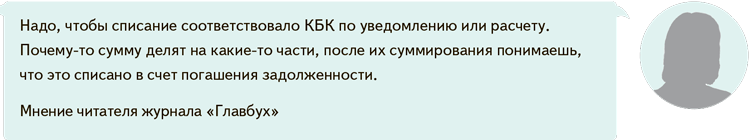 Надо, чтобы списание соответствовало КБК по уведомлению или расчету.
Почему-то сумму делят на какие-то части, после их суммирования понимаешь,
что это списано в счет погашения задолженности.
Мнение читателя журнала «Главбух»